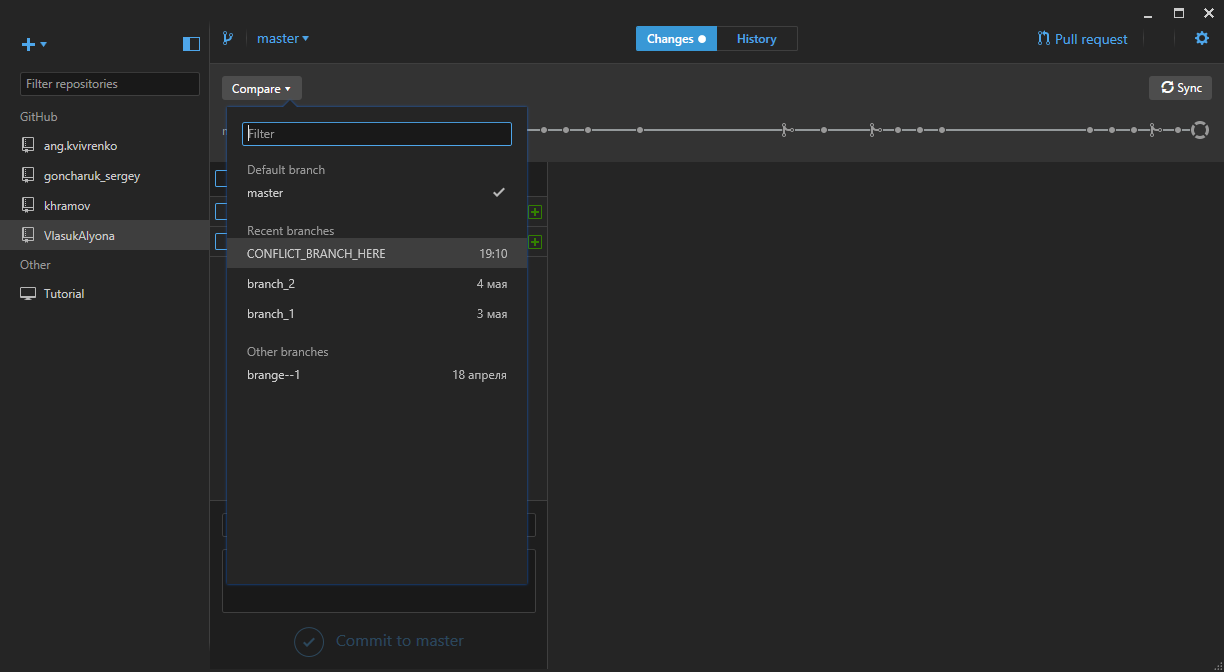 master
Changes
History
Pull request
Filter repositories
Compare
Sync
GitHub
ang.kvivrenko
goncharuk_sergey
khramov
VlasukAlyona
Other
Tutorial
Filter
Default branch
master
Recent branches
CONFLICT_BRANCH_HERE 19:10
branch_2 4 мая
branch_1 3 мая
Other branches
brange--1 18 апреля
Commit to master